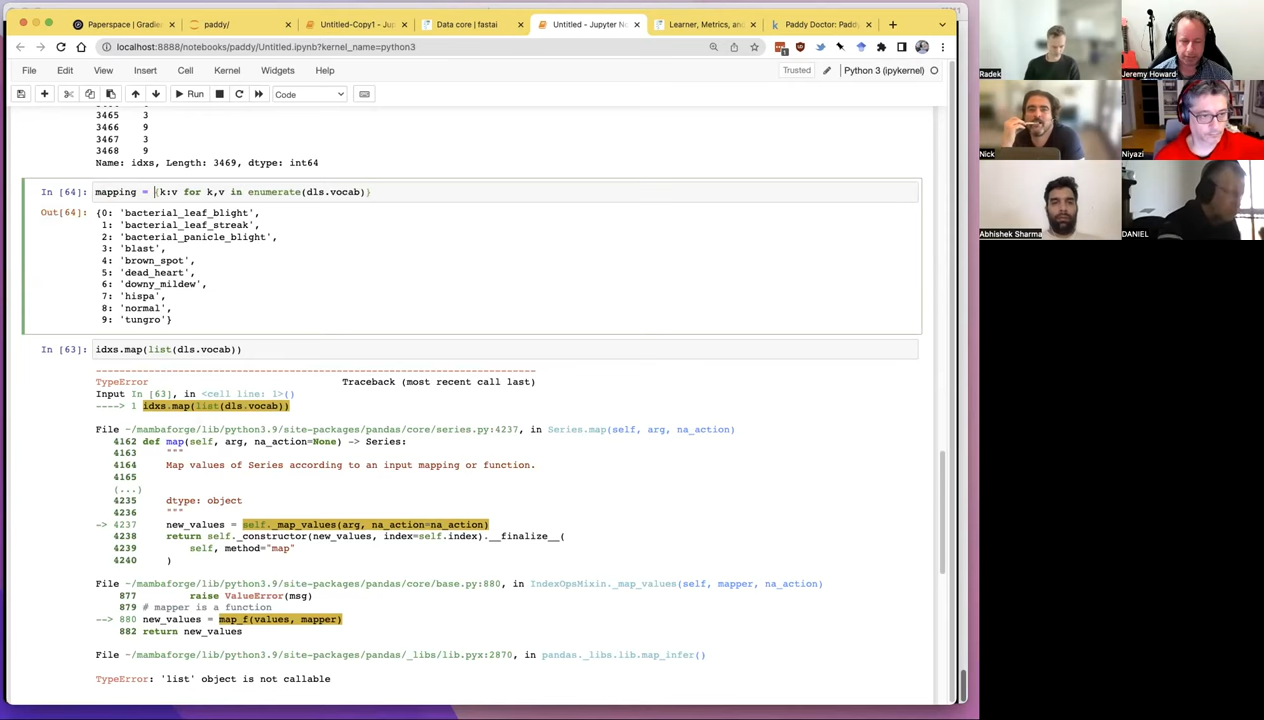 Paperspace | Gradie
paddy/
Untitled-Copy1 - Jup
Data core | fastai
Untitled - Jupyter No
Learner, Metrics, and
Paddy Doctor: Paddy
localhost:8888/notebooks/paddy/Untitled.ipynb?kernel_name=python3
File Edit View Insert Cell Kernel Widgets Help
Trusted
Python 3 (ipykernel)
Run
Code
3465 3
3466 9
3467 3
3468 9
Name: idxs, Length: 3469, dtype: int64
In [64]: mapping = {k:v for k,v in enumerate(dls.vocab)}
Out[64]: {0: 'bacterial_leaf_blight',
1: 'bacterial_leaf_streak',
2: 'bacterial_panicle_blight',
3: 'blast',
4: 'brown_spot',
5: 'dead_heart',
6: 'downy_mildew',
7: 'hispa',
8: 'normal',
9: 'tungro'}
In [63]: idxs.map(list(dls.vocab))
---------------------------------------------------------------------------
TypeError Traceback (most recent call last)
Input In [63], in <cell line: 1>()
----> 1 idxs.map(list(dls.vocab))
File ~/mambaforge/lib/python3.9/site-packages/pandas/core/series.py:4237, in Series.map(self, arg, na_action)
4162 def map(self, arg, na_action=None) -> Series:
4163 """
4164 Map values of Series according to an input mapping or function.
4165
(...)
4235 dtype: object
4236 """
-> 4237 new_values = self._map_values(arg, na_action=na_action)
4238 return self._constructor(new_values, index=self.index).__finalize__(
4239 self, method="map"
4240 )
File ~/mambaforge/lib/python3.9/site-packages/pandas/core/base.py:880, in IndexOpsMixin._map_values(self, mapper, na_action)
877 raise ValueError(msg)
879 # mapper is a function
--> 880 new_values = map_f(values, mapper)
882 return new_values
File ~/mambaforge/lib/python3.9/site-packages/pandas/_libs/lib.pyx:2870, in pandas._libs.lib.map_infer()
TypeError: 'list' object is not callable
Radek
Jeremy Howard
Nick
Niyazi
Abhishek Sharma
DANIEL